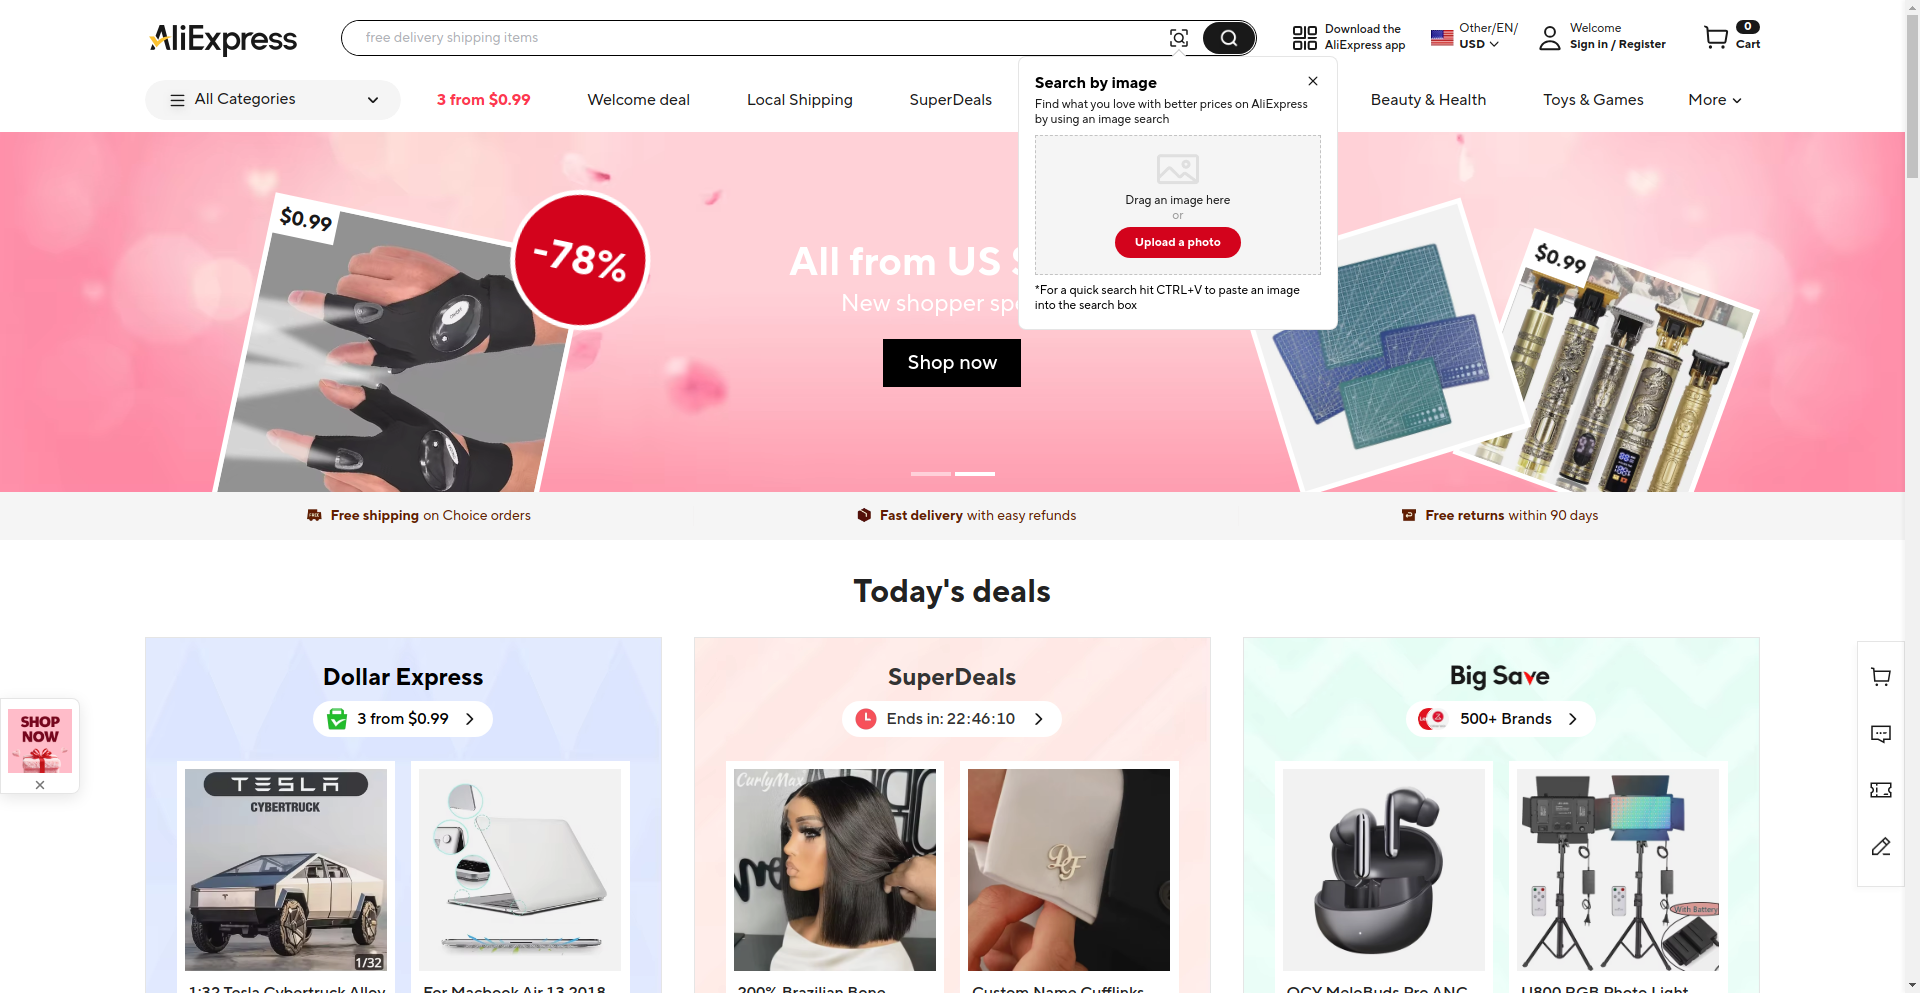 AliExpress
free delivery shipping items
Download the
AliExpress app
Other/EN/
USD
Welcome
Sign in / Register
0
Cart
All Categories
3 from $0.99
Welcome deal
Local Shipping
SuperDeals
Beauty & Health
Toys & Games
More
Search by image
Find what you love with better prices on AliExpress
by using an image search
Drag an image here
or
Upload a photo
*For a quick search hit CTRL+V to paste an image
into the search box
$0.99
-78%
All from US
New shopper spe
Shop now
$0.99
Free shipping on Choice orders
Fast delivery with easy refunds
Free returns within 90 days
Today's deals
Dollar Express
3 from $0.99
SuperDeals
Ends in: 22:46:10
Big Save
500+ Brands
SHOP
NOW
TESLA
CYBERTRUCK
1/32
CurlyMax
With Battery
1:32 Tesla Cybertruck Alloy
For Macbook Air 13 2018
200% Brazilian Bone
Custom Name Cufflinks
QCY MeloBuds Pro ANC
U800 RGB Photo Light